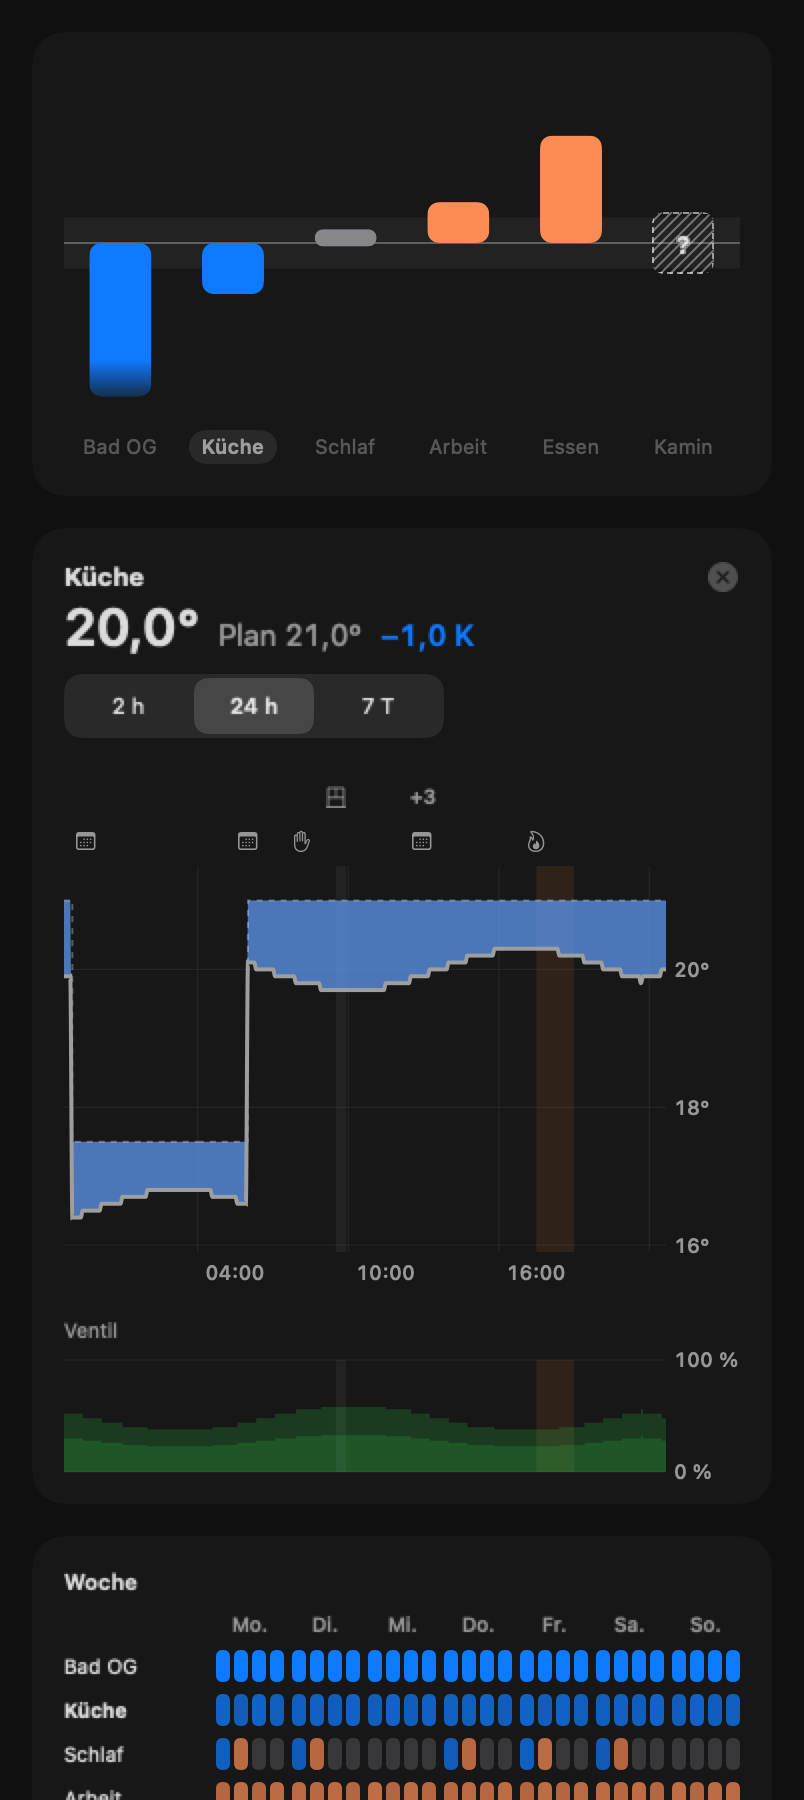 ?
Bad OG Küche Schlaf Arbeit Essen Kamin
Küche
20,0° Plan 21,0° –1,0 K
2 h 24 h 7 T
+3
20°
18°
16°
04:00 10:00 16:00
Ventil
100 %
0 %
Woche
Mo. Di. Mi. Do. Fr. Sa. So.
Bad OG
Küche
Schlaf
Arbeit